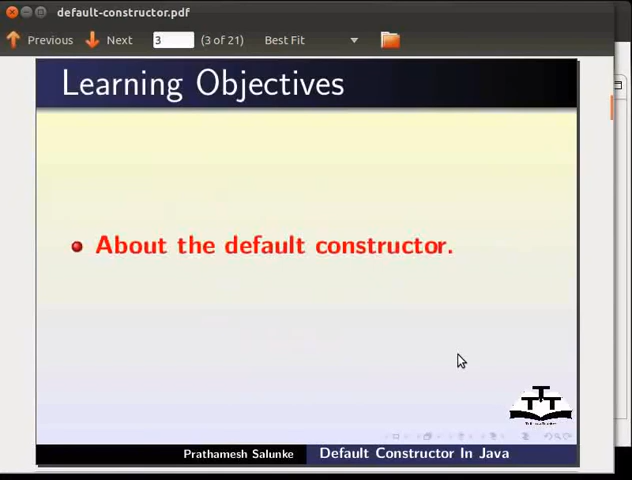 default-constructor.pdf
Previous Next 3 (3 of 21) Best Fit
Learning Objectives
About the default constructor.
Prathamesh Salunke Default Constructor In Java